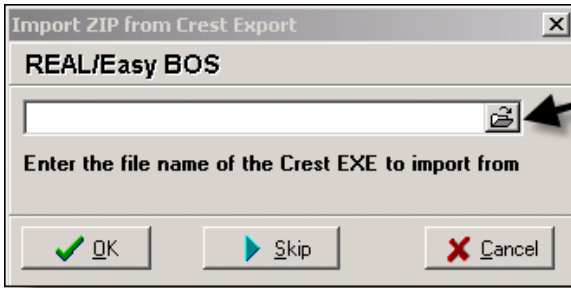 Import ZIP from Crest Export
REAL/Easy BOS
Enter the file name of the Crest EXE to import from
OK Skip Cancel